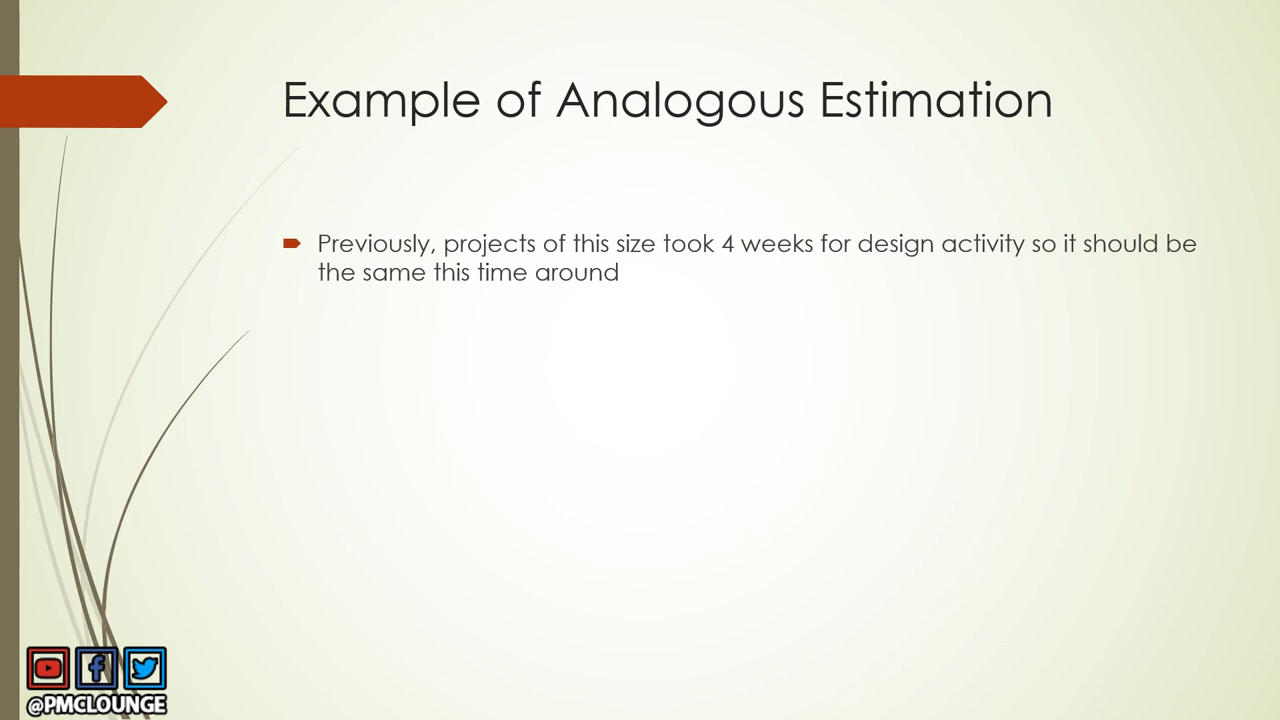 Example of Analogous Estimation
Previously, projects of this size took 4 weeks for design activity so it should be
the same this time around
@PMCLOUNGE